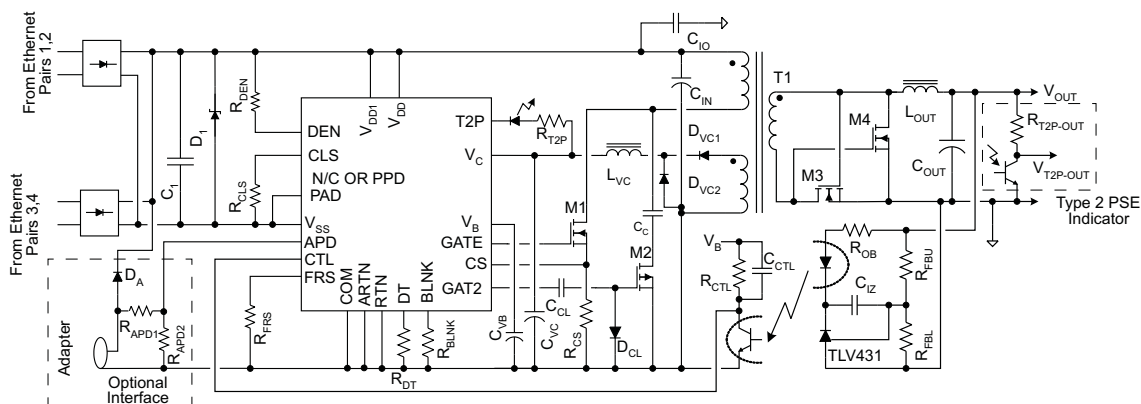 From Ethernet
Pairs 1,2
From Ethernet
Pairs 3,4
C1
D1
RDEN
RCLS
DEN
CLS
N/C OR PPD
PAD
VSS
APD
CTL
FRS
VDD1
VDD
T2P
VC
VB
GATE
CS
GAT2
COM
ARTN
RTN
DT
BLNK
DA
RAPD1
RAPD2
Adapter
Optional
Interface
RFRS
RDT
RBLNK
CVB
CVC
CCL
RCS
DCL
RT2P
LVC
DVC1
DVC2
M1
M2
CC
CIO
CIN
T1
M3
M4
LOUT
COUT
VOUT
RT2P-OUT
VT2P-OUT
Type 2 PSE
Indicator
VB
RCTL
CCTL
ROB
CIZ
RFBU
RFBL
TLV431